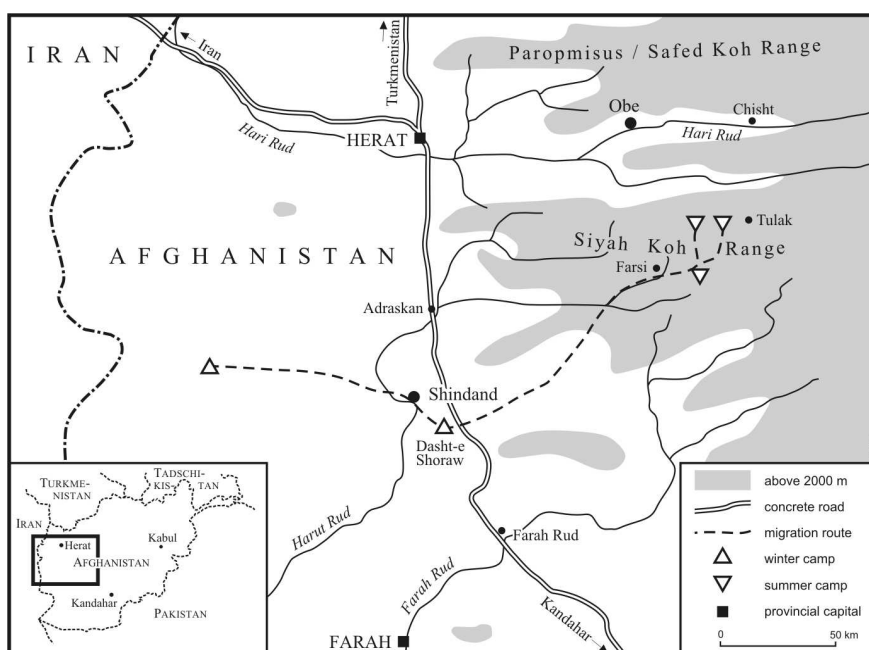 IRAN
Iran
Turkmenistan
Paropmisus / Safed Koh Range
Obe
Chisht
Hari Rud
Hari Rud
HERAT
AFGHANISTAN
Siyah Koh Range
Tulak
Farsi
Adraskan
Shindand
Dasht-e
Shoraw
Harut Rud
Farah Rud
Farah Rud
Kandahar
FARAH
TURKME-
NISTAN
TADSCHI-
KIS-
TAN
IRAN
Herat
Kabul
AFGHANISTAN
Kandahar
PAKISTAN
above 2000 m
concrete road
migration route
winter camp
summer camp
provincial capital
0 50 km